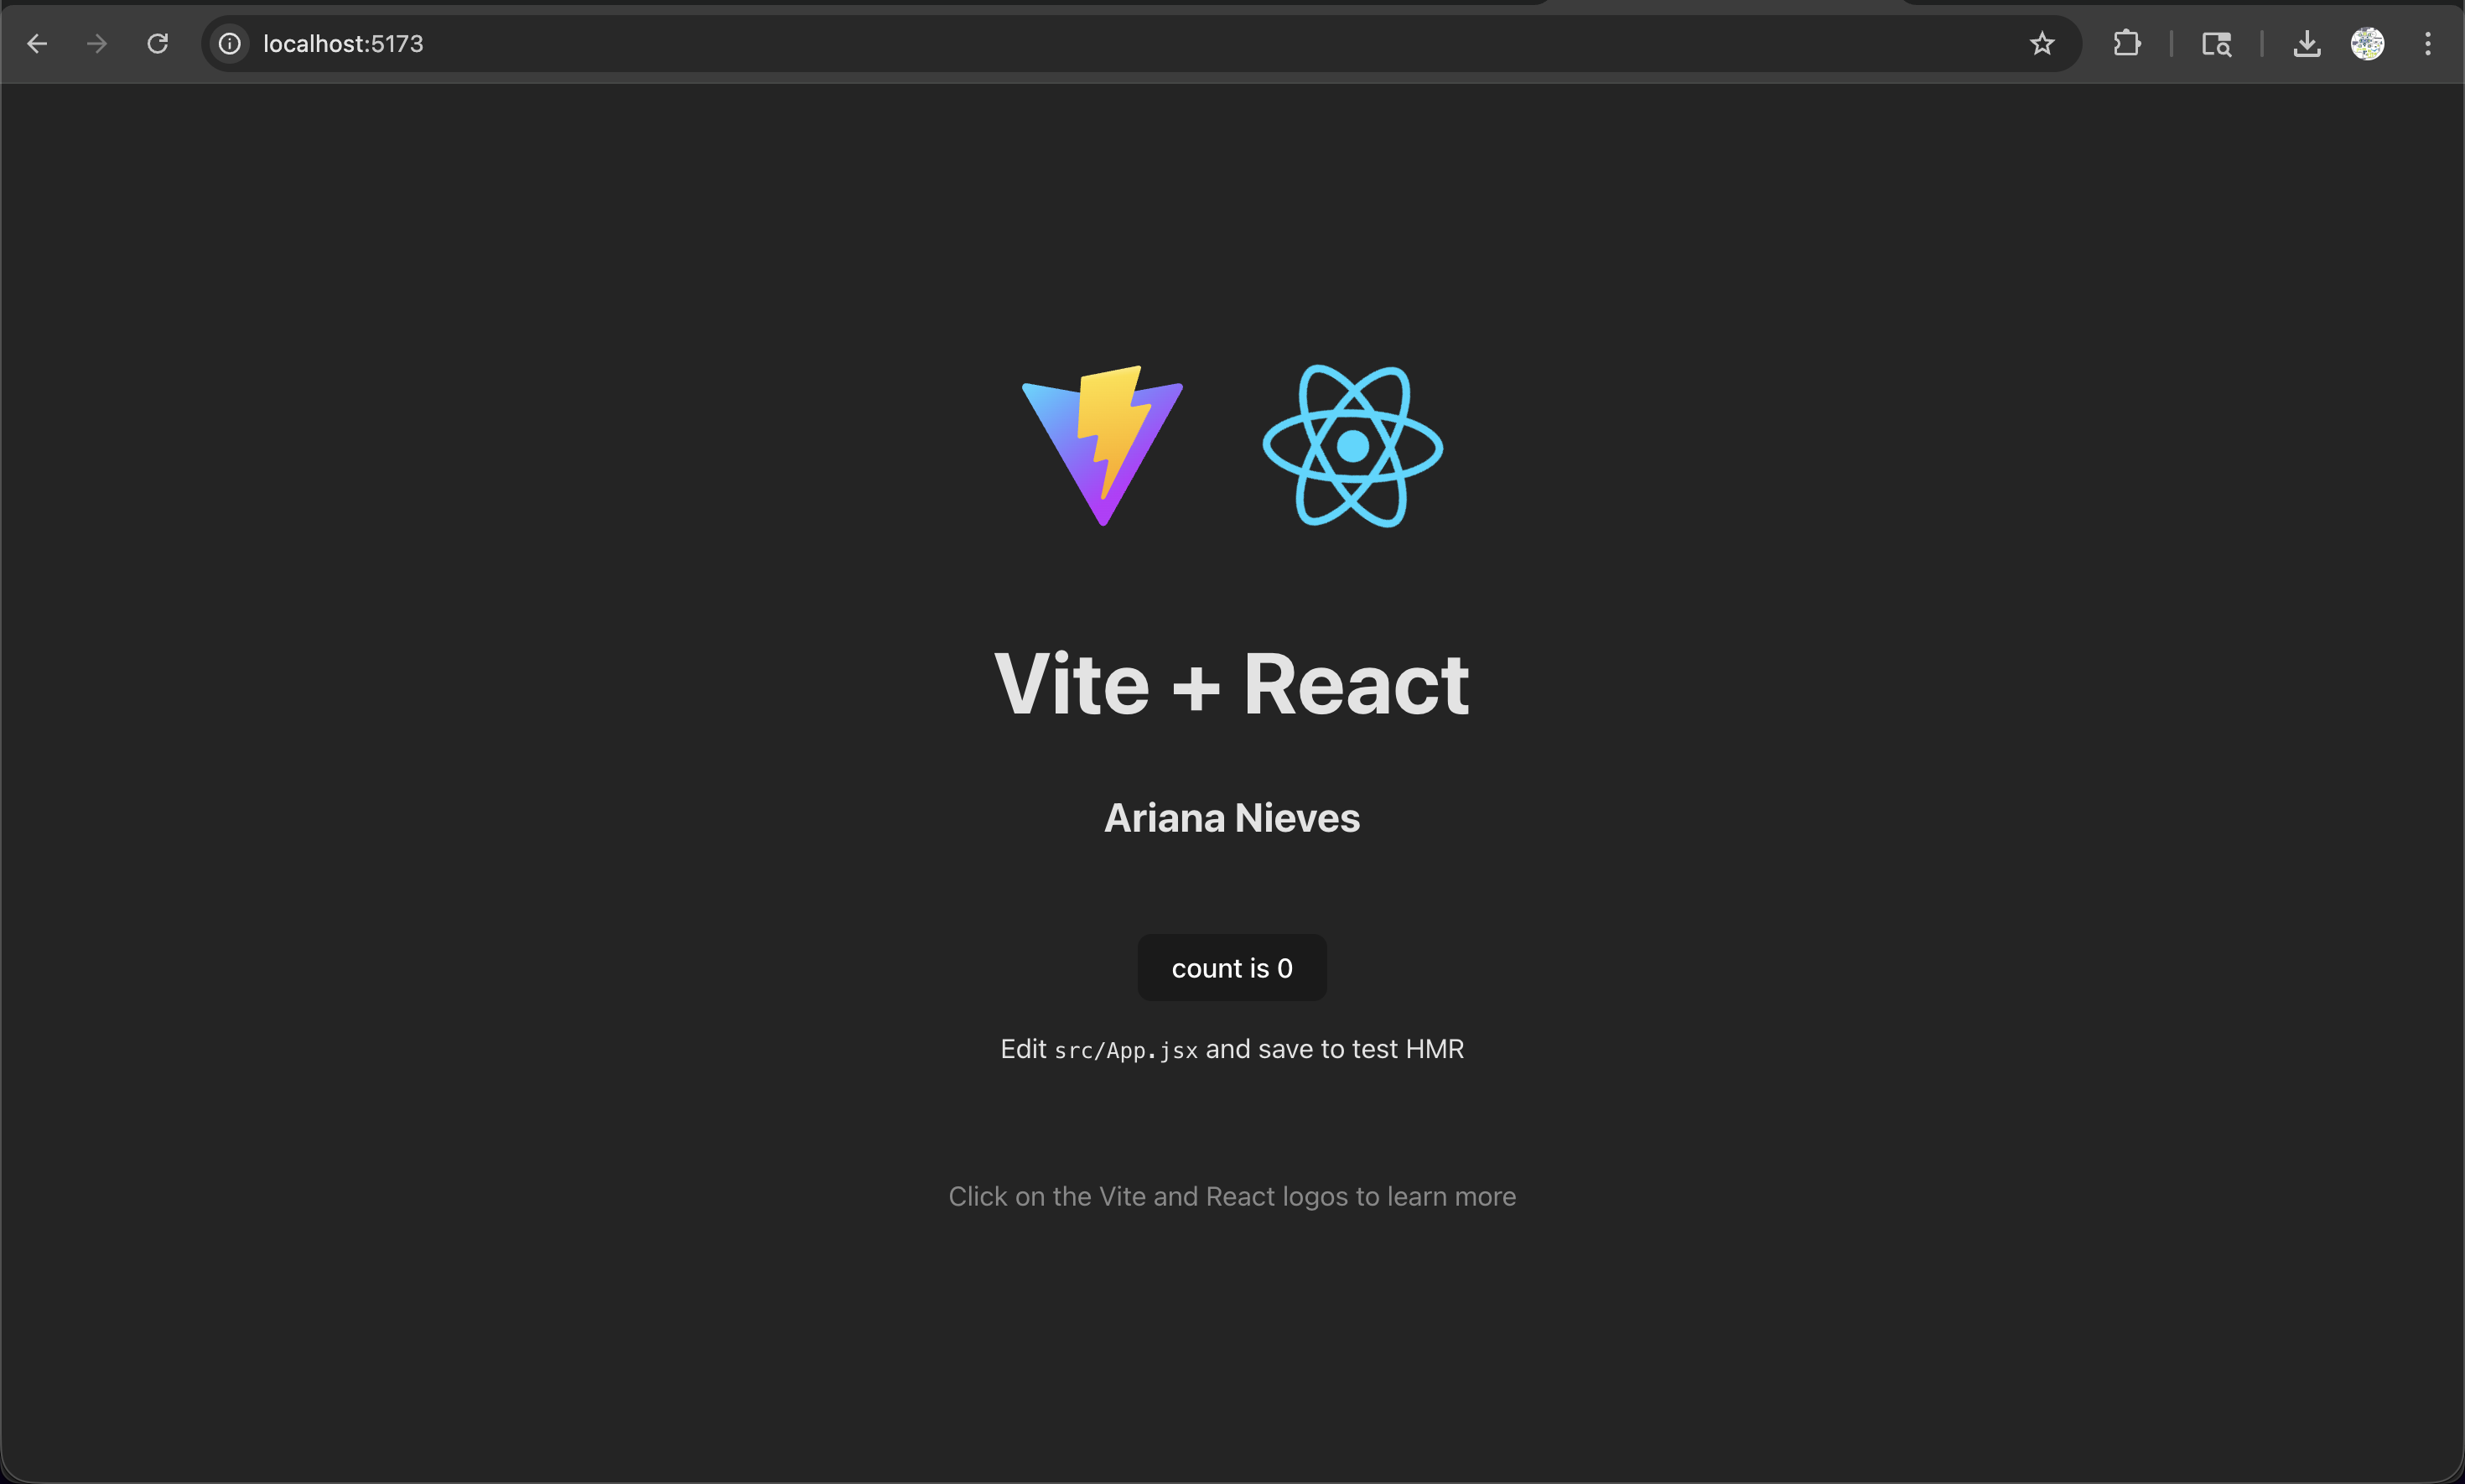 localhost:5173
Vite + React
Ariana Nieves
count is 0
Edit src/App.jsx and save to test HMR
Click on the Vite and React logos to learn more